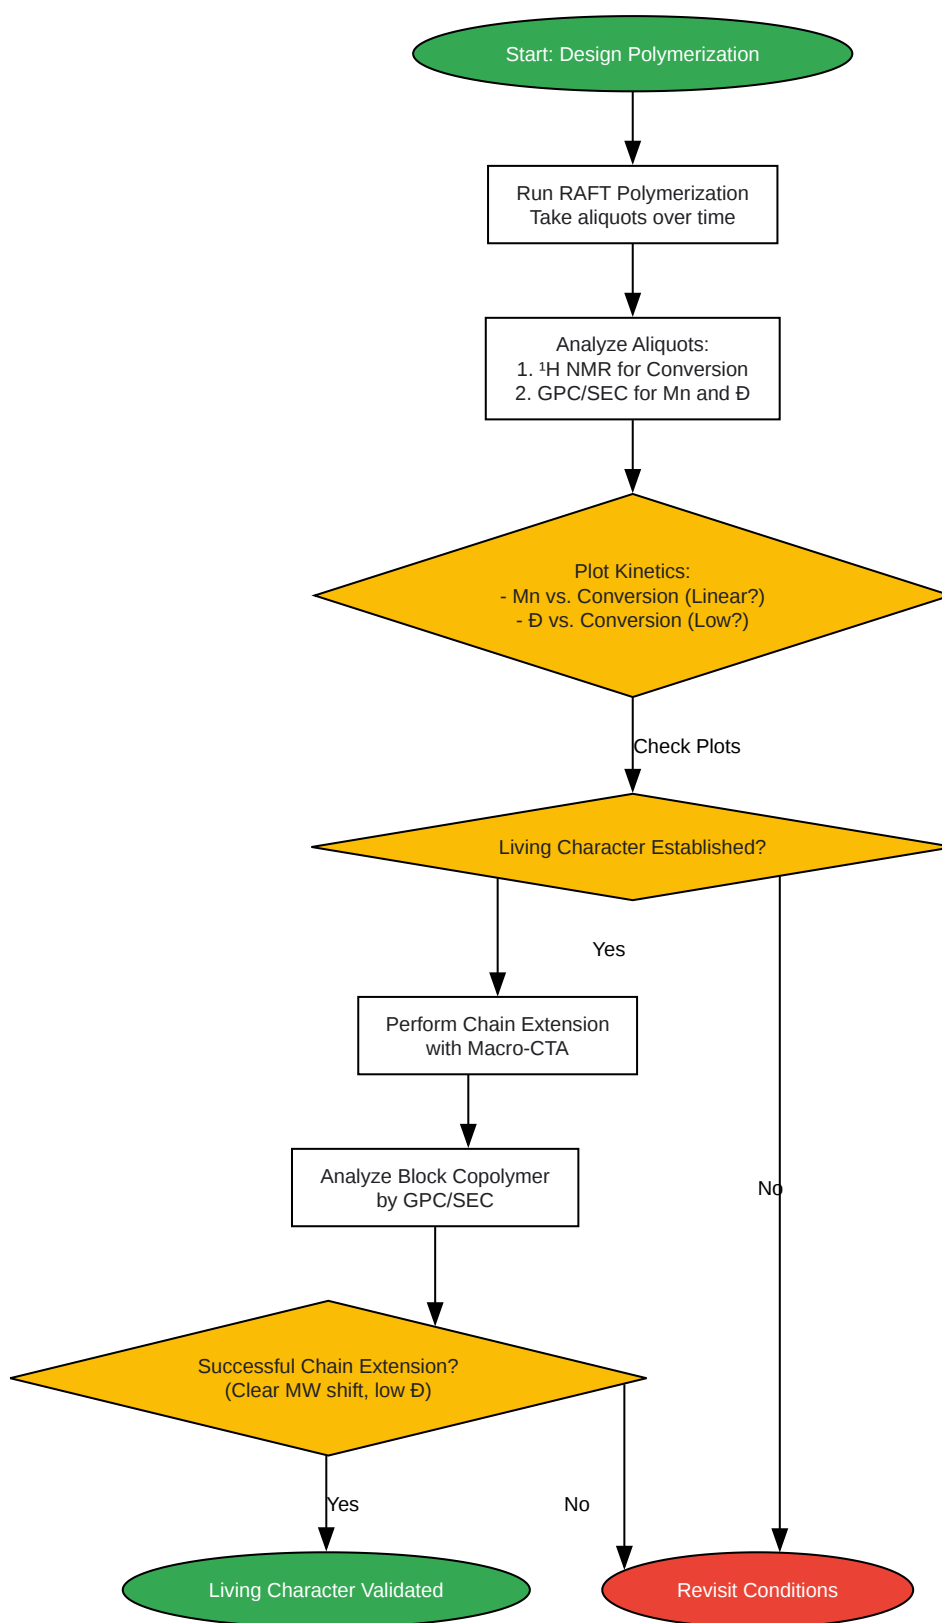 Start: Design Polymerization
Run RAFT Polymerization
Take aliquots over time
Analyze Aliquots:
1. ¹H NMR for Conversion
2. GPC/SEC for Mn and Đ
Plot Kinetics:
- Mn vs. Conversion (Linear?)
- Đ vs. Conversion (Low?)
Check Plots
Living Character Established?
Yes
Perform Chain Extension
with Macro-CTA
Analyze Block Copolymer
by GPC/SEC
No
Successful Chain Extension?
(Clear MW shift, low Đ)
Yes
No
Living Character Validated
Revisit Conditions